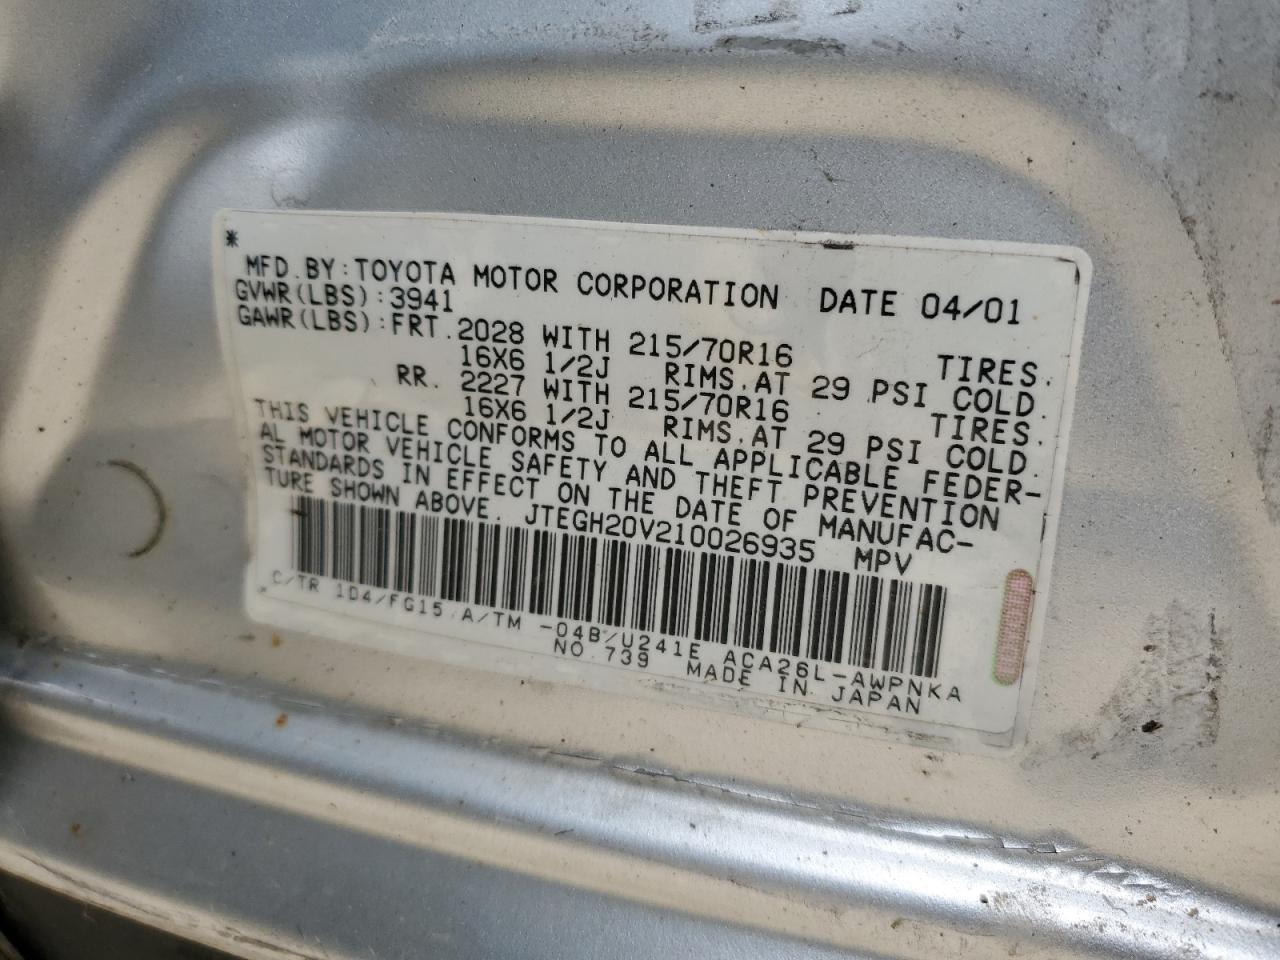 *
MFD.BY:TOYOTA MOTOR CORPORATION DATE 04/01
GVWR(LBS):3941
GAWR(LBS):FRT.2028 WITH 215/70R16 TIRES.
16X6 1/2J RIMS.AT 29 PSI COLD.
RR. 2227 WITH 215/70R16 TIRES.
16X6 1/2J RIMS.AT 29 PSI COLD.
THIS VEHICLE CONFORMS TO ALL APPLICABLE FEDER-
AL MOTOR VEHICLE SAFETY AND THEFT PREVENTION
STANDARDS IN EFFECT ON THE DATE OF MANUFAC-
TURE SHOWN ABOVE. JTEGH20V210026935 MPV
C/TR 1D4/FG15 A/TM -04B/U241E ACA26L-AWPNKA
NO.739 MADE IN JAPAN